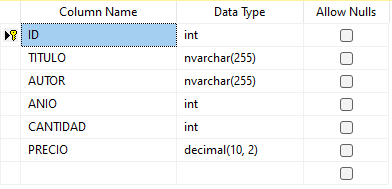 Column Name Data Type Allow Nulls
ID int
TITULO nvarchar(255)
AUTOR nvarchar(255)
ANIO int
CANTIDAD int
PRECIO decimal(10, 2)